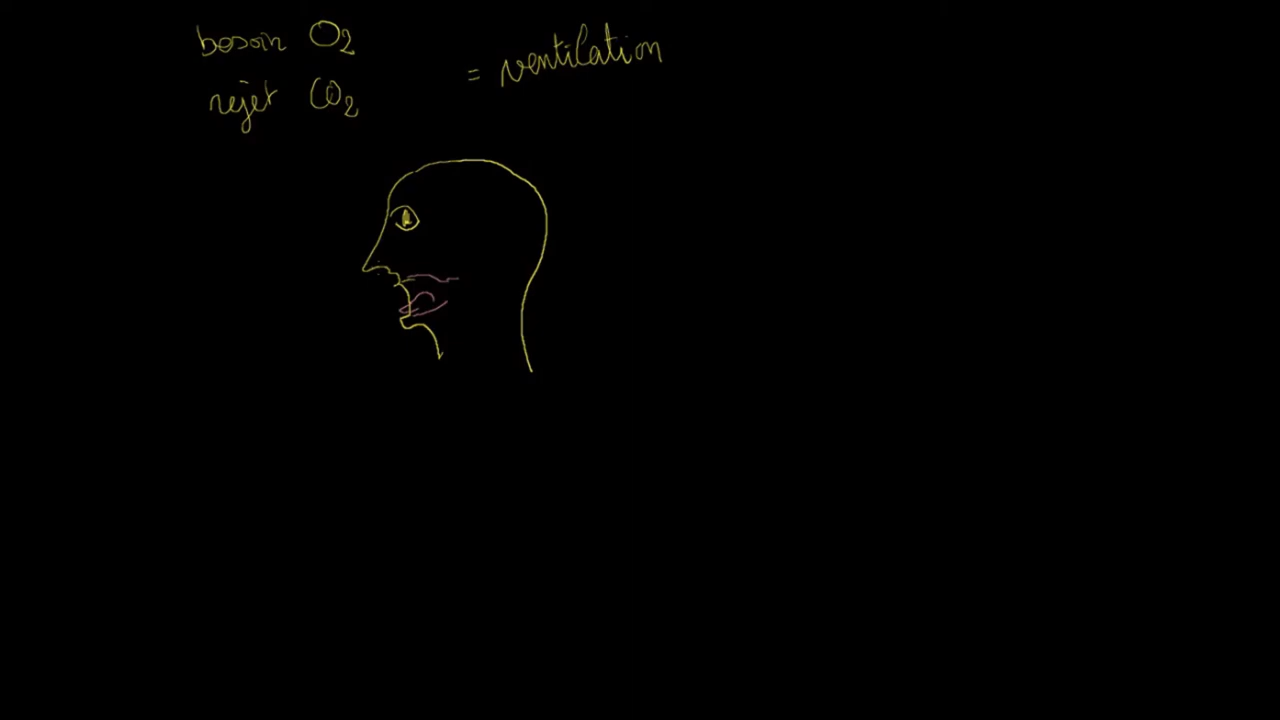 besoin O2
= ventilation
rejet CO2